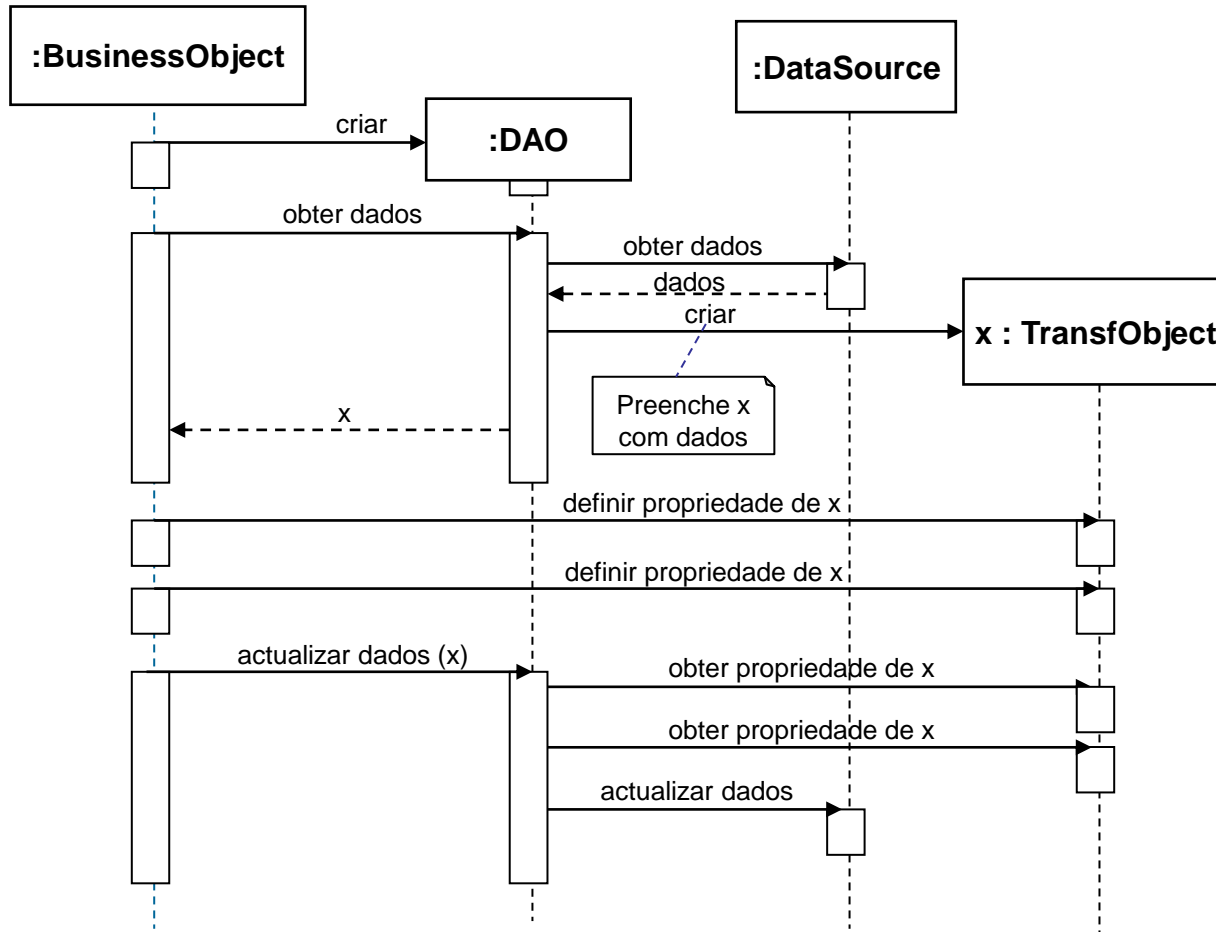 :BusinessObject
:DataSource
criar
:DAO
obter dados
obter dados
dados
criar
x : TransfObject
Preenche x
com dados
x
definir propriedade de x
definir propriedade de x
actualizar dados (x)
obter propriedade de x
obter propriedade de x
actualizar dados